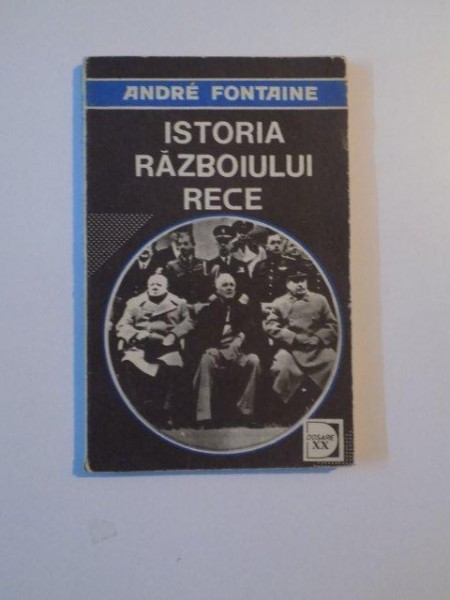 ANDRÉ FONTAINE
ISTORIA
RĂZBOIULUI
RECE
DOSARE
XX